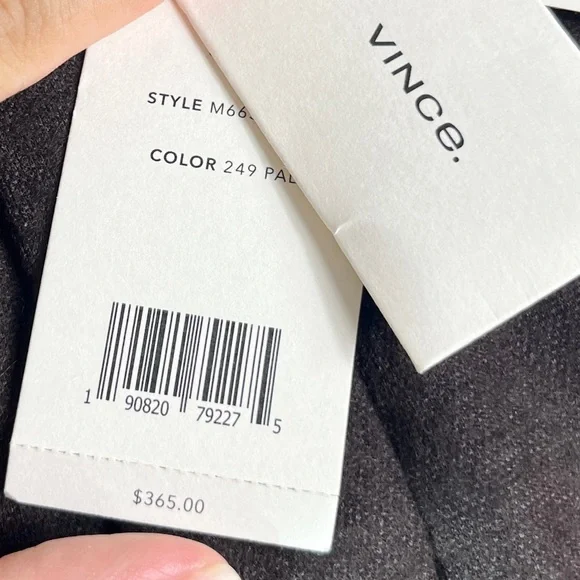 VINCe.
STYLE M66
COLOR 249 PAL
1 90820 79227 5
$365.00